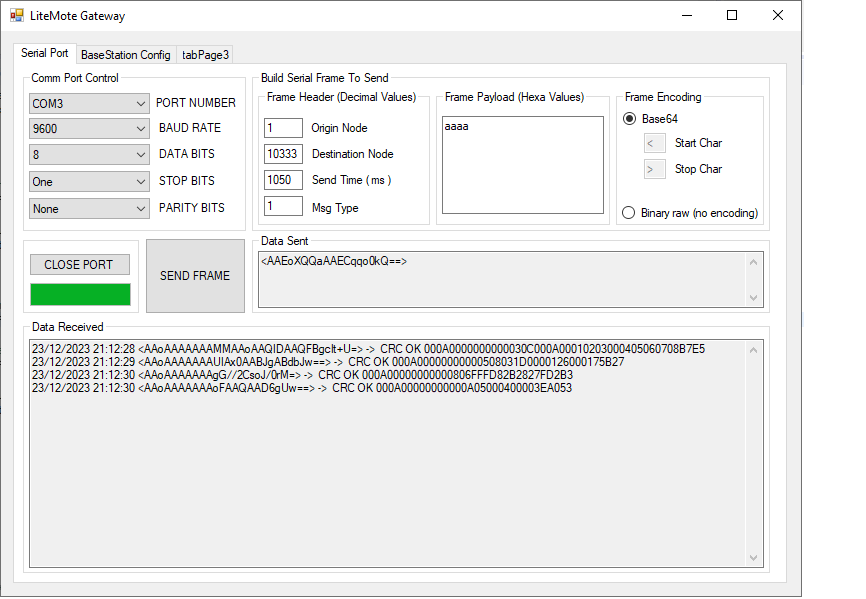 LiteMote Gateway
Serial Port BaseStation Config tabPage3
Comm Port Control
COM3 PORT NUMBER
9600 BAUD RATE
8 DATA BITS
One STOP BITS
None PARITY BITS
Build Serial Frame To Send
Frame Header (Decimal Values)
1 Origin Node
10333 Destination Node
1050 Send Time ( ms )
1 Msg Type
Frame Payload (Hexa Values)
aaaa
Frame Encoding
Base64
< Start Char
> Stop Char
Binary raw (no encoding)
CLOSE PORT
SEND FRAME
Data Sent
<AAEoXQQaAAECqqo0kQ==>
Data Received
23/12/2023 21:12:28 <AAoAAAAAAAMMAAoAAQIDAAQFBgcIt+U=> -> CRC OK 000A0000000000030C000A00010203000405060708B7E5
23/12/2023 21:12:29 <AAoAAAAAAAUIAx0AABJgABdbJw==> -> CRC OK 000A00000000000508031D0000126000175B27
23/12/2023 21:12:30 <AAoAAAAAAAgG//2CsoJ/0rM=> -> CRC OK 000A00000000000806FFFD82B2827FD2B3
23/12/2023 21:12:30 <AAoAAAAAAAoFAAQAAD6gUw==> -> CRC OK 000A00000000000A05000400003EA053